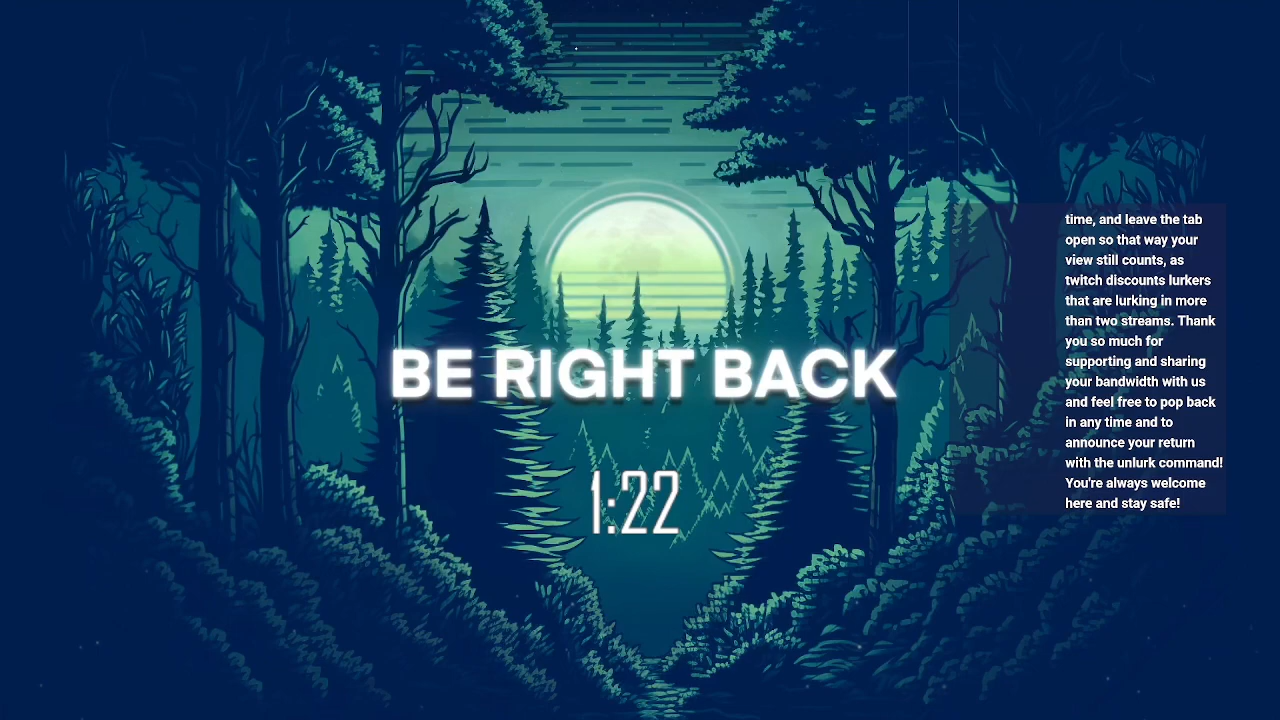 BE RIGHT BACK
1:22
time, and leave the tab
open so that way your
view still counts, as
twitch discounts lurkers
that are lurking in more
than two streams. Thank
you so much for
supporting and sharing
your bandwidth with us
and feel free to pop back
in any time and to
announce your return
with the unlurk command!
You're always welcome
here and stay safe!